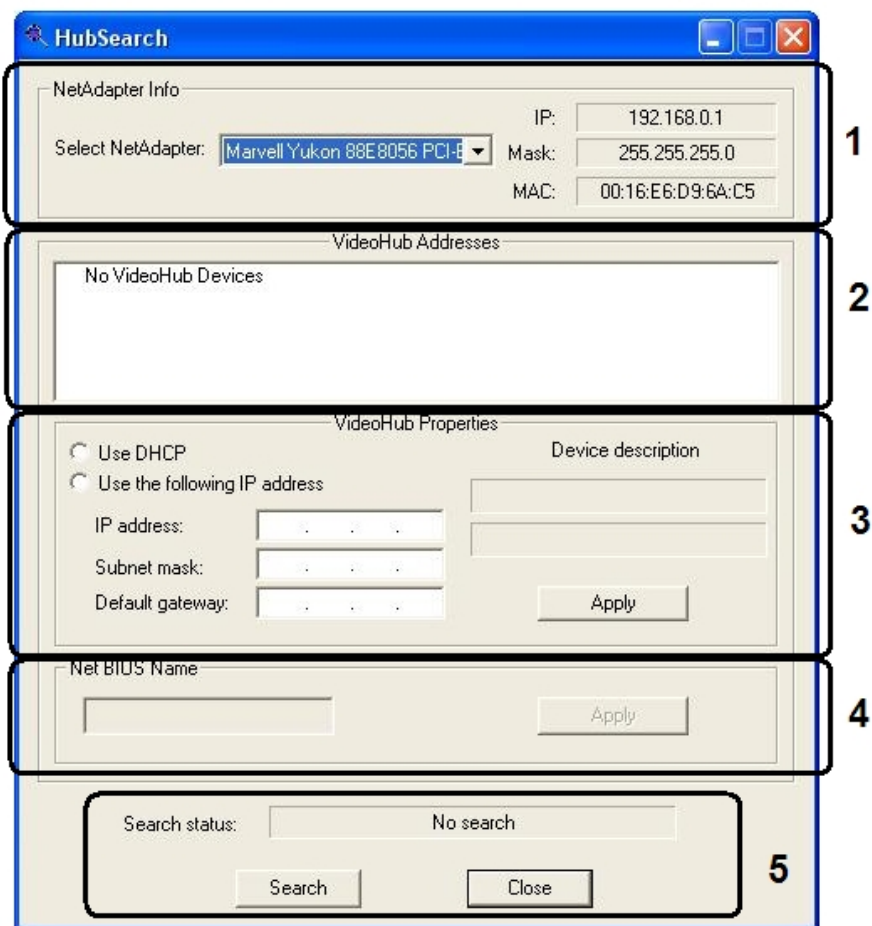 HubSearch
NetAdapter Info
IP: 192.168.0.1
Select NetAdapter: Marvell Yukon 88E8056 PCI-E Mask: 255.255.255.0
1
MAC: 00:16:E6:D9:6A:C5
VideoHub Addresses
No VideoHub Devices
2
VideoHub Properties
Use DHCP Device description
Use the following IP address
IP address: . . .
3
Subnet mask: . . .
Default gateway: . . . Apply
Net BIUS Name
Apply
4
Search status: No search
5
Search Close